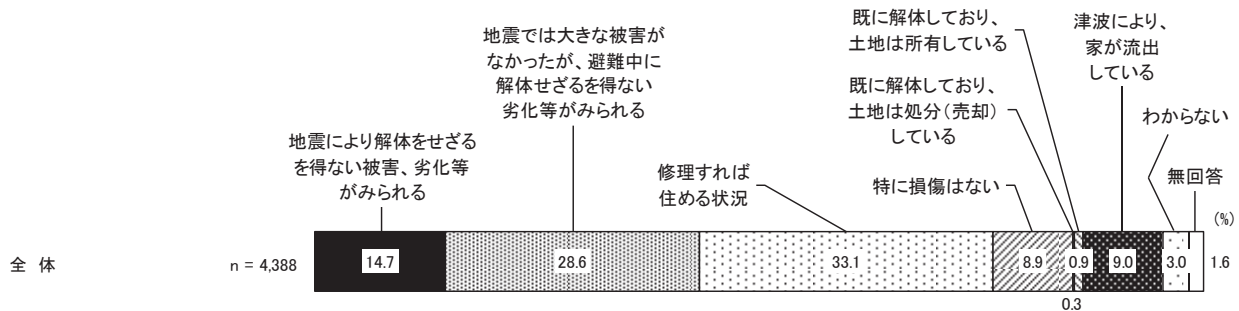 既に解体しており、
土地は所有している
津波により、
家が流出
している
地震では大きな被害が
なかったが、避難中に
解体せざるを得ない
劣化等がみられる
既に解体しており、
土地は処分(売却)
している
わからない
地震により解体をせざる
を得ない被害、劣化等
がみられる
修理すれば
住める状況
特に損傷はない
無回答
(%)
全 体 n = 4,388 14.7 28.6 33.1 8.9 0.9 9.0 3.0 1.6
0.3